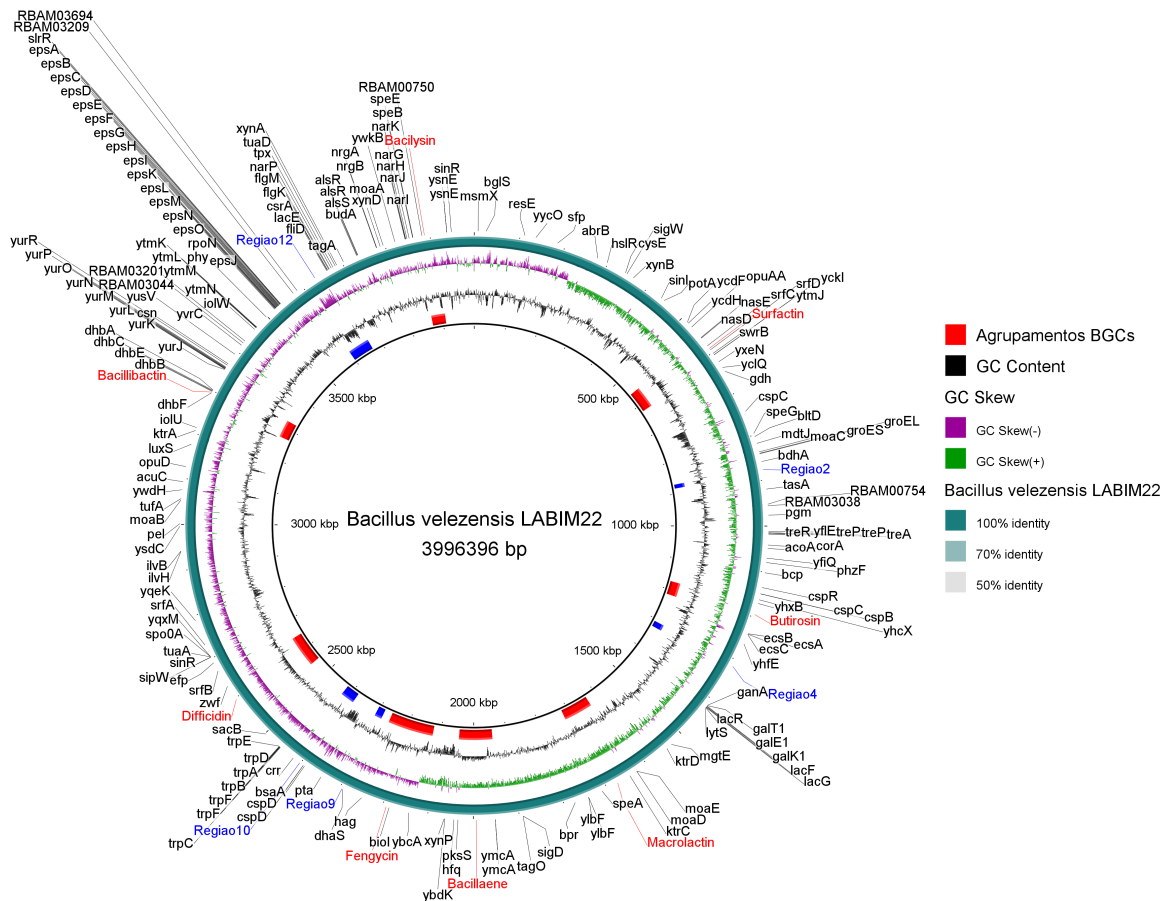 RBAM03694
RBAM03209
slrR
epsA
epsB
epsC
epsD
epsE
epsF
epsG
epsH
epsI
epsK
epsL
epsM
epsN
epsO
rpoN
phy
epsJ
ytmK
ytmL
RBAM03201
ytmM
RBAM03044
ytmN
iolW
yusV
yvrC
yurR
yurP
yurO
yurN
yurM
yurL
csn
yurK
yurJ
dhbA
dhbC
dhbE
dhbB
Bacillibactin
dhbF
iolU
ktrA
luxS
opuD
acuC
ywdH
tufA
moaB
pel
ysdC
ilvB
ilvH
yqeK
srfA
yqxM
spo0A
tuaA
sinR
sipW
efp
srfB
zwf
Difficidin
sacB
trpE
trpD
trpA
trpB
trpF
trpF
trpC
crr
bsaA
cspD
cspD
Regiao10
pta
Regiao9
hag
dhaS
Fengycin
bioI
ybcA
xynP
ybdK
pksS
hfq
Bacillaene
ymcA
ymcA
tagO
sigD
bpr
ylbF
ylbF
speA
Macrolactin
ktrC
moaD
moaE
ktrD
mgtE
lytS
lacR
galT1
galE1
galK1
lacF
lacG
ganA
Regiao4
yhfE
ecsC
ecsB
ecsA
Butirosin
yhxB
cspR
cspC
cspB
yhcX
bcp
yfiQ
phzF
acoA
corA
treR
yflE
treP
treP
treA
pgm
RBAM03038
RBAM00754
tasA
Regiao2
bdhA
mdtJ
moaC
groES
groEL
bltD
speG
cspC
gdh
yclQ
yxeN
swrB
Surfactin
nasD
ytmJ
srfC
srfD
yckI
nasE
ycdH
ycdF
opuAA
potA
sinI
xynB
sigW
cysE
hslR
abrB
sfp
yycO
resE
bglS
msmX
sinR
ysnE
ysnE
Bacilysin
RBAM00750
speE
speB
narK
ywkB
narG
narH
narJ
narI
nrgA
nrgB
moaA
xynD
alsR
alsR
alsS
budA
xynA
tuaD
tpx
narP
flgM
flgK
csrA
lacE
fliD
tagA
Regiao12
500 kbp
1000 kbp
1500 kbp
2000 kbp
2500 kbp
3000 kbp
3500 kbp
Bacillus velezensis LABIM22
3996396 bp
Agrupamentos BGCs
GC Content
GC Skew
GC Skew(-)
GC Skew(+)
Bacillus velezensis LABIM22
100% identity
70% identity
50% identity